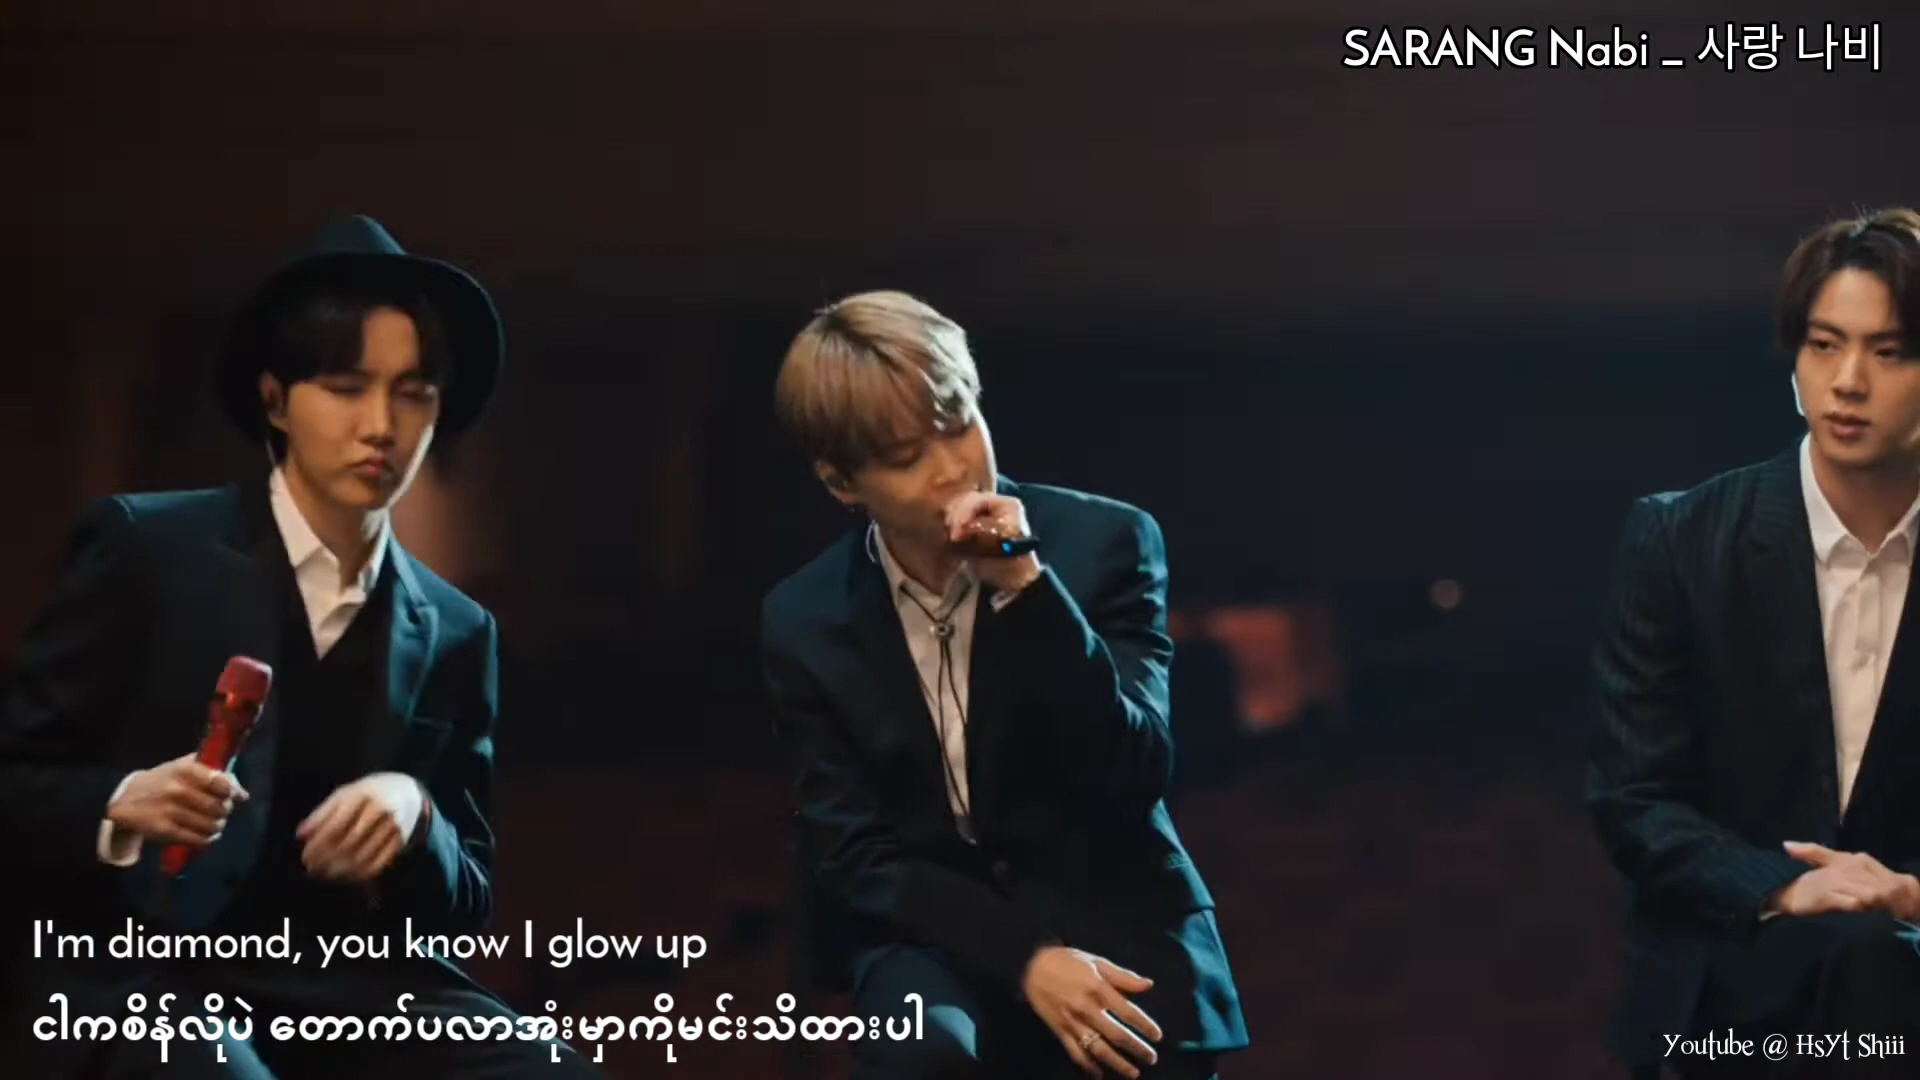 SARANG Nabi _ 사랑 나비
I'm diamond, you know I glow up
ငါကစိန်လိုပဲ တောက်ပလာအုံးမှာကိုမင်းသိထားပါ
Youtube @ HsYt Shiii